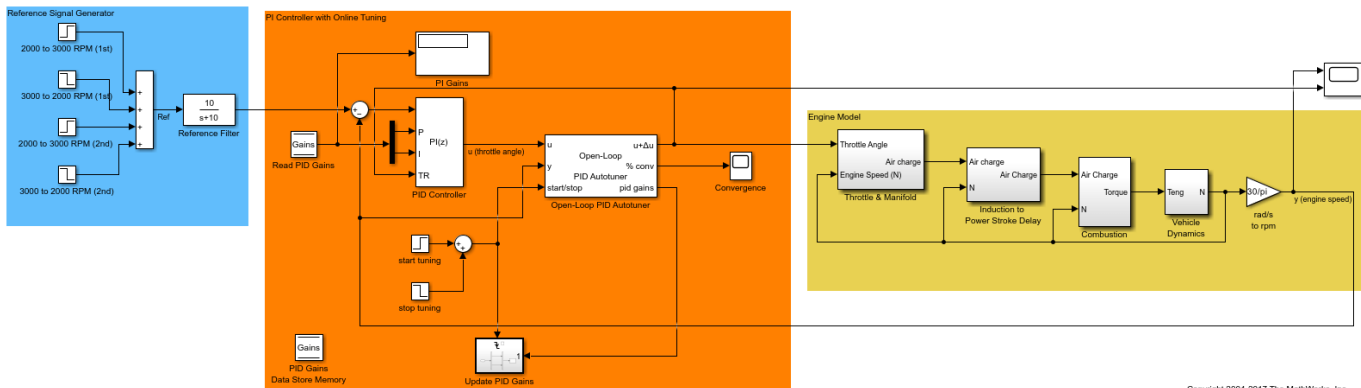 Reference Signal Generator
2000 to 3000 RPM (1st)
3000 to 2000 RPM (1st)
2000 to 3000 RPM (2nd)
3000 to 2000 RPM (2nd)
+
+
+
+
Ref
10
s+10
Reference Filter
PI Controller with Online Tuning
PI Gains
+
−
Gains
Read PID Gains
P
I
TR
PI(z)
PID Controller
u (throttle angle)
u
y
start/stop
Open-Loop
PID Autotuner
u+Δu
% conv
pid gains
Open-Loop PID Autotuner
Convergence
start tuning
+
+
stop tuning
Gains
PID Gains
Data Store Memory
1
Update PID Gains
Engine Model
Throttle Angle
Engine Speed (N)
Air charge
Throttle & Manifold
Air charge
N
Air Charge
Induction to
Power Stroke Delay
Air Charge
N
Torque
Combustion
Teng
N
Vehicle
Dynamics
30/pi
rad/s
to rpm
y (engine speed)